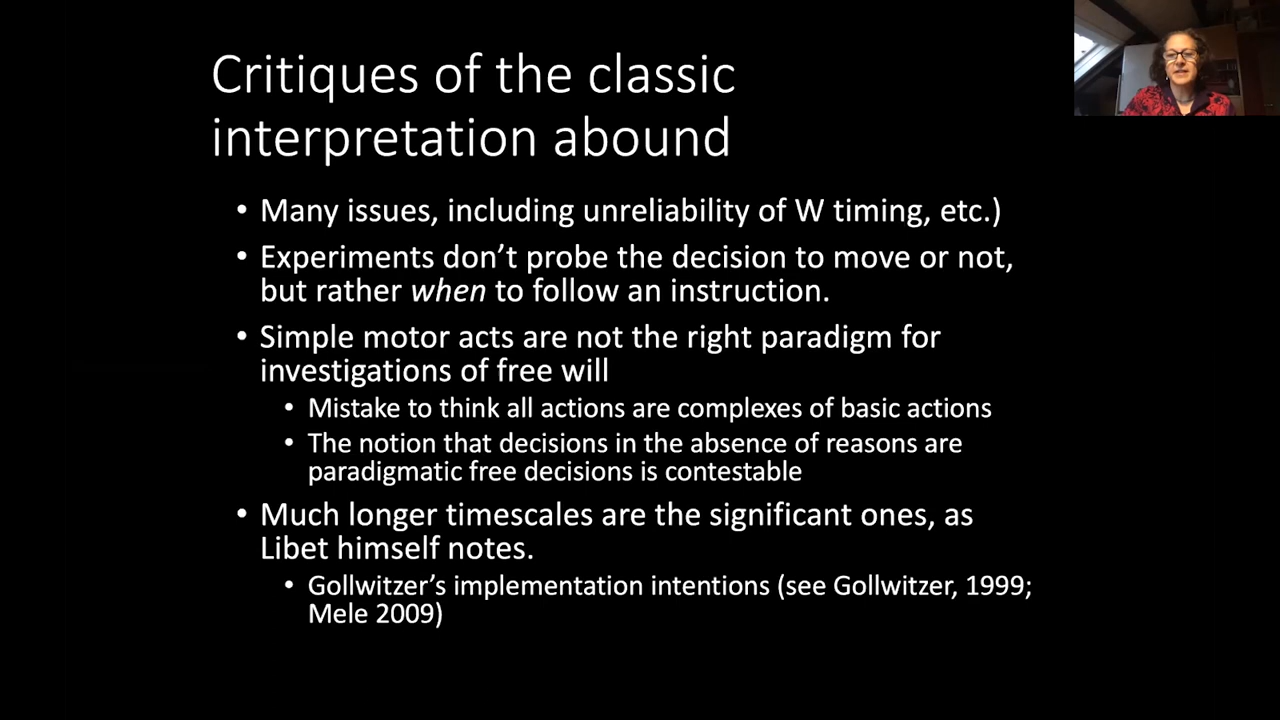 Critiques of the classic
interpretation abound
• Many issues, including unreliability of W timing, etc.)
• Experiments don’t probe the decision to move or not,
but rather when to follow an instruction.
• Simple motor acts are not the right paradigm for
investigations of free will
• Mistake to think all actions are complexes of basic actions
• The notion that decisions in the absence of reasons are
paradigmatic free decisions is contestable
• Much longer timescales are the significant ones, as
Libet himself notes.
• Gollwitzer’s implementation intentions (see Gollwitzer, 1999;
Mele 2009)